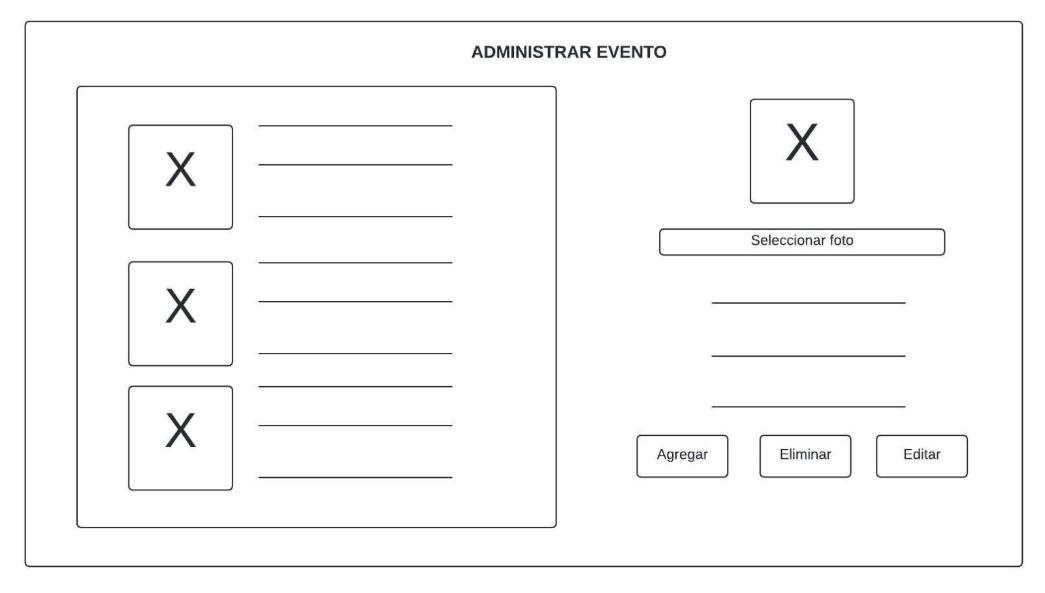 ADMINISTRAR EVENTO
X
X
X
X
Seleccionar foto
Agregar
Eliminar
Editar